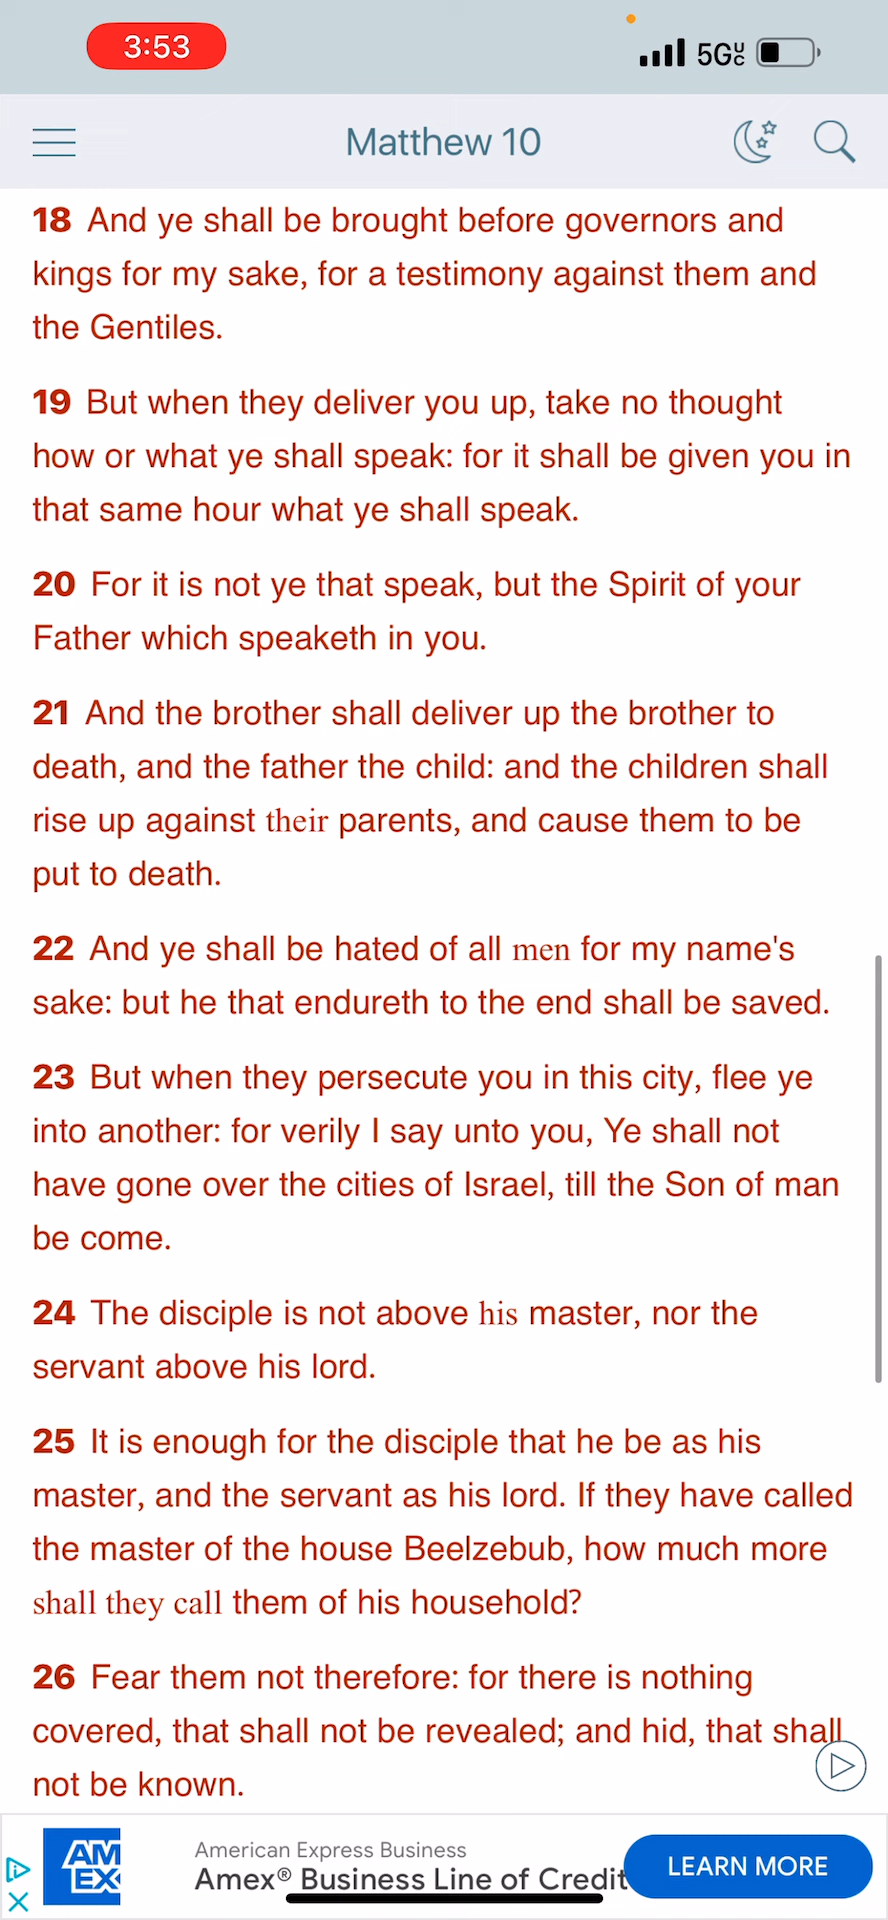 3:53
5GUC
Matthew 10
18 And ye shall be brought before governors and
kings for my sake, for a testimony against them and
the Gentiles.
19 But when they deliver you up, take no thought
how or what ye shall speak: for it shall be given you in
that same hour what ye shall speak.
20 For it is not ye that speak, but the Spirit of your
Father which speaketh in you.
21 And the brother shall deliver up the brother to
death, and the father the child: and the children shall
rise up against their parents, and cause them to be
put to death.
22 And ye shall be hated of all men for my name's
sake: but he that endureth to the end shall be saved.
23 But when they persecute you in this city, flee ye
into another: for verily I say unto you, Ye shall not
have gone over the cities of Israel, till the Son of man
be come.
24 The disciple is not above his master, nor the
servant above his lord.
25 It is enough for the disciple that he be as his
master, and the servant as his lord. If they have called
the master of the house Beelzebub, how much more
shall they call them of his household?
26 Fear them not therefore: for there is nothing
covered, that shall not be revealed; and hid, that shall
not be known.
AM
EX
American Express Business
Amex® Business Line of Credit
LEARN MORE